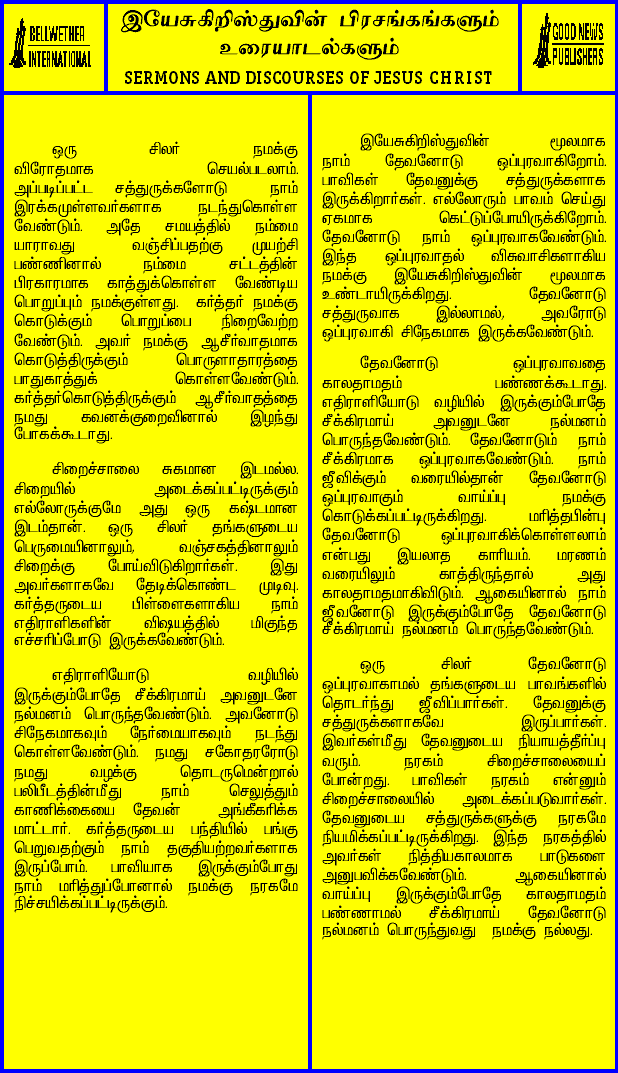 BELLWETHER
INTERNATIONAL
இயேசுகிறிஸ்துவின் பிரசங்கங்களும்
உரையாடல்களும்
SERMONS AND DISCOURSES OF JESUS CHRIST
GOOD NEWS
PUBLISHERS
ஒரு சிலர் நமக்கு
விரோதமாக செயல்படலாம்.
அப்படிப்பட்ட சத்துருக்களோடு நாம்
இரக்கமுள்ளவர்களாக நடந்துகொள்ள
வேண்டும். அதே சமயத்தில் நம்மை
யாராவது வஞ்சிப்பதற்கு முயற்சி
பண்ணினால் நம்மை சட்டத்தின்
பிரகாரமாக காத்துக்கொள்ள வேண்டிய
பொறுப்பும் நமக்குள்ளது. கர்த்தர் நமக்கு
கொடுக்கும் பொறுப்பை நிறைவேற்ற
வேண்டும். அவர் நமக்கு ஆசீர்வாதமாக
கொடுத்திருக்கும் பொருளாதாரத்தை
பாதுகாத்துக் கொள்ளவேண்டும்.
கர்த்தர்கொடுத்திருக்கும் ஆசீர்வாதத்தை
நமது கவனக்குறைவினால் இழந்து
போகக்கூடாது.
சிறைச்சாலை சுகமான இடமல்ல.
சிறையில் அடைக்கப்பட்டிருக்கும்
எல்லோருக்குமே அது ஒரு கஷ்டமான
இடம்தான். ஒரு சிலர் தங்களுடைய
பெருமையினாலும், வஞ்சகத்தினாலும்
சிறைக்கு போய்விடுகிறார்கள். இது
அவர்களாகவே தேடிக்கொண்ட முடிவு.
கர்த்தருடைய பிள்ளைகளாகிய நாம்
எதிராளிகளின் விஷயத்தில் மிகுந்த
எச்சரிப்போடு இருக்கவேண்டும்.
எதிராளியோடு வழியில்
இருக்கும்போதே சீக்கிரமாய் அவனுடனே
நல்மனம் பொருந்தவேண்டும். அவனோடு
சிநேகமாகவும் நேர்மையாகவும் நடந்து
கொள்ளவேண்டும். நமது சகோதரரோடு
நமது வழக்கு தொடருமென்றால்
பலிபீடத்தின்மீது நாம் செலுத்தும்
காணிக்கையை தேவன் அங்கீகரிக்க
மாட்டார். கர்த்தருடைய பந்தியில் பங்கு
பெறுவதற்கும் நாம் தகுதியற்றவர்களாக
இருப்போம். பாவியாக இருக்கும்போது
நாம் மரித்துப்போனால் நமக்கு நரகமே
நிச்சயிக்கப்பட்டிருக்கும்.
இயேசுகிறிஸ்துவின் மூலமாக
நாம் தேவனோடு ஒப்புரவாகிறோம்.
பாவிகள் தேவனுக்கு சத்துருக்களாக
இருக்கிறார்கள். எல்லோரும் பாவம் செய்து
ஏகமாக கெட்டுப்போயிருக்கிறோம்.
தேவனோடு நாம் ஒப்புரவாகவேண்டும்.
இந்த ஒப்புரவாதல் விசுவாசிகளாகிய
நமக்கு இயேசுகிறிஸ்துவின் மூலமாக
உண்டாயிருக்கிறது. தேவனோடு
சத்துருவாக இல்லாமல், அவரோடு
ஒப்புரவாகி சிநேகமாக இருக்கவேண்டும்.
தேவனோடு ஒப்புரவாவதை
காலதாமதம் பண்ணக்கூடாது.
எதிராளியோடு வழியில் இருக்கும்போதே
சீக்கிரமாய் அவனுடனே நல்மனம்
பொருந்தவேண்டும். தேவனோடும் நாம்
சீக்கிரமாக ஒப்புரவாகவேண்டும். நாம்
ஜீவிக்கும் வரையில்தான் தேவனோடு
ஒப்புரவாகும் வாய்ப்பு நமக்கு
கொடுக்கப்பட்டிருக்கிறது. மரித்தபின்பு
தேவனோடு ஒப்புரவாகிக்கொள்ளலாம்
என்பது இயலாத காரியம். மரணம்
வரையிலும் காத்திருந்தால் அது
காலதாமதமாகிவிடும். ஆகையினால் நாம்
ஜீவனோடு இருக்கும்போதே தேவனோடு
சீக்கிரமாய் நல்மனம் பொருந்தவேண்டும்.
ஒரு சிலர் தேவனோடு
ஒப்புரவாகாமல் தங்களுடைய பாவங்களில்
தொடர்ந்து ஜீவிப்பார்கள். தேவனுக்கு
சத்துருக்களாகவே இருப்பார்கள்.
இவர்கள்மீது தேவனுடைய நியாயத்தீர்ப்பு
வரும். நரகம் சிறைச்சாலையைப்
போன்றது. பாவிகள் நரகம் என்னும்
சிறைச்சாலையில் அடைக்கப்படுவார்கள்.
தேவனுடைய சத்துருக்களுக்கு நரகமே
நியமிக்கப்பட்டிருக்கிறது. இந்த நரகத்தில்
அவர்கள் நித்தியகாலமாக பாடுகளை
அனுபவிக்கவேண்டும். ஆகையினால்
வாய்ப்பு இருக்கும்போதே காலதாமதம்
பண்ணாமல் சீக்கிரமாய் தேவனோடு
நல்மனம் பொருந்துவது நமக்கு நல்லது.